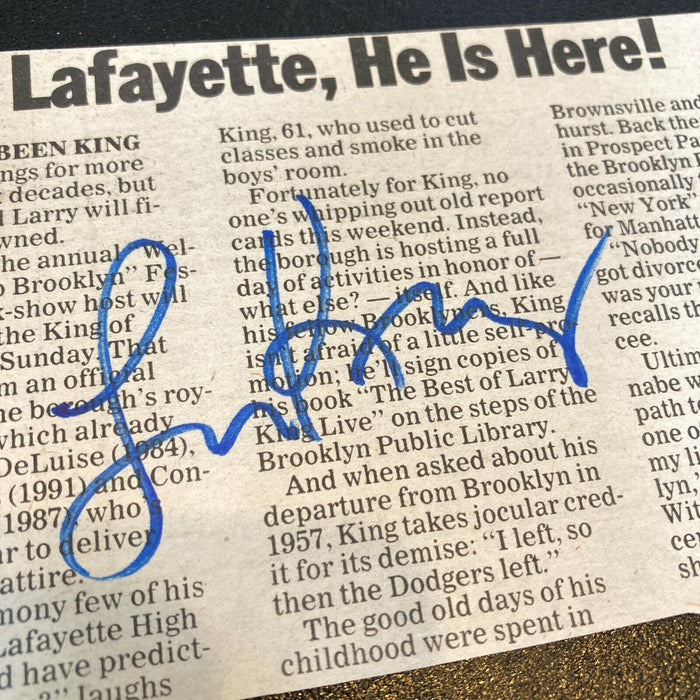 Lafayette, He Is Here!
BEEN KING
ngs for more
decades, but
Larry will fi-
wned.
he annual "Wel-
Brooklyn" Fes-
k-show host will
the King of
Sunday. That
m an official
he borough's roy-
which already
DeLuise (1984),
(1991) and Con-
1987), who's
ar to deliver
attire.
mony few of his
Lafayette High
d have predict-
" laughs
King, 61, who used to cut
classes and smoke in the
boys' room.
Fortunately for King, no
one's whipping out old report
cards this weekend. Instead,
the borough is hosting a full
day of activities in honor of —
what else? — itself. And like
his fellow Brooklyners, King
isn't afraid of a little self-pro-
motion; he'll sign copies of
his book "The Best of Larry
King Live" on the steps of the
Brooklyn Public Library.
And when asked about his
departure from Brooklyn in
1957, King takes jocular cred-
it for its demise: "I left, so
then the Dodgers left."
The good old days of his
childhood were spent in
Brownsville and
hurst. Back the
in Prospect Pa
the Brooklyn
occasionally
"New York"
for Manhatt
"Nobody
got divorce
was your
recalls th
cee.
Ultim
nabe w
path to
one o
my li
lyn,"
Wit
cer
sh